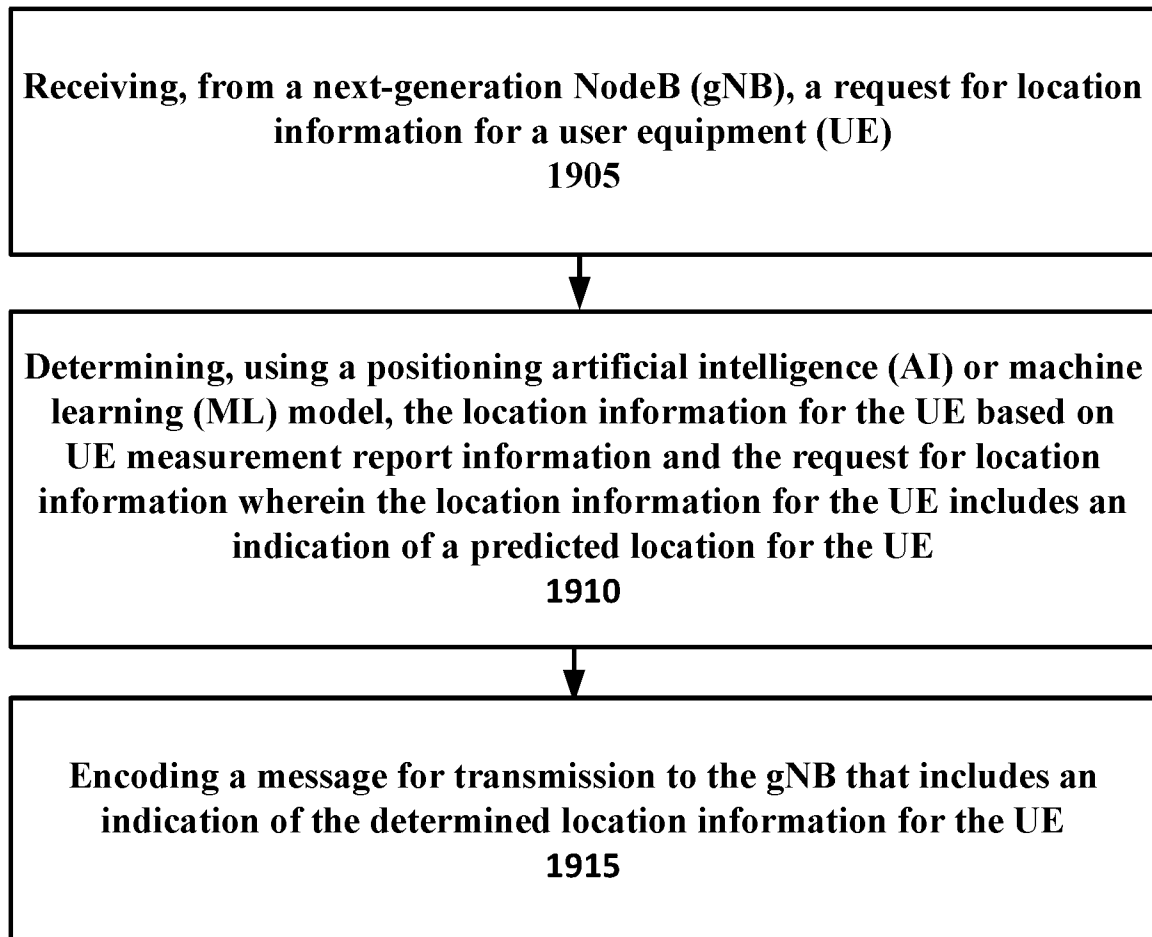 Receiving, from a next-generation NodeB (gNB), a request for location
information for a user equipment (UE)
1905
Determining, using a positioning artificial intelligence (AI) or machine
learning (ML) model, the location information for the UE based on
UE measurement report information and the request for location
information wherein the location information for the UE includes an
indication of a predicted location for the UE
1910
Encoding a message for transmission to the gNB that includes an
indication of the determined location information for the UE
1915